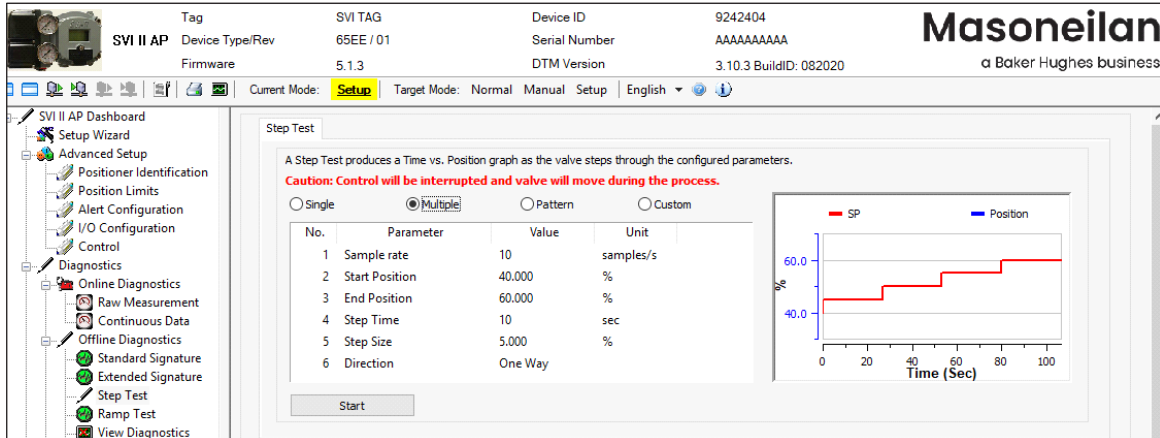 Tag SVI TAG Device ID 9242404
SVI II AP Device Type/Rev 65EE / 01 Serial Number AAAAAAAAAA
Firmware 5.1.3 DTM Version 3.10.3 BuildID: 082020
Masoneilan
a Baker Hughes business
Current Mode: Setup Target Mode: Normal Manual Setup English
SVI II AP Dashboard
Setup Wizard
Advanced Setup
Positioner Identification
Position Limits
Alert Configuration
I/O Configuration
Control
Diagnostics
Online Diagnostics
Raw Measurement
Continuous Data
Offline Diagnostics
Standard Signature
Extended Signature
Step Test
Ramp Test
View Diagnostics
Step Test
A Step Test produces a Time vs. Position graph as the valve steps through the configured parameters.
Caution: Control will be interrupted and valve will move during the process.
Single Multiple Pattern Custom
No. Parameter Value Unit
1 Sample rate 10 samples/s
2 Start Position 40.000 %
3 End Position 60.000 %
4 Step Time 10 sec
5 Step Size 5.000 %
6 Direction One Way
Start
SP Position
60.0
%
40.0
0 20 40 60 80 100
Time (Sec)